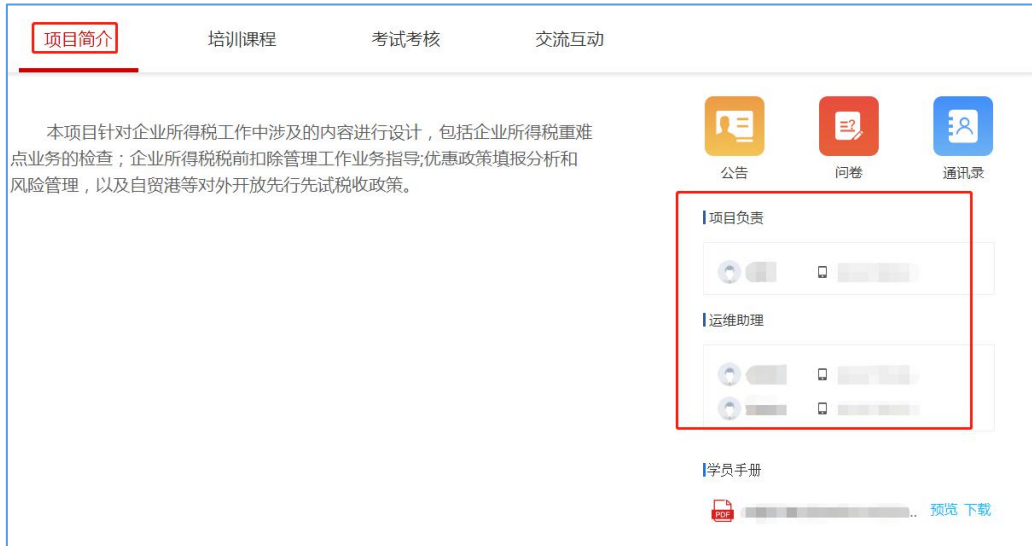 项目简介 培训课程 考试考核 交流互动
本项目针对企业所得税工作中涉及的内容进行设计，包括企业所得税重难
点业务的检查；企业所得税税前扣除管理工作业务指导;优惠政策填报分析和
风险管理，以及自贸港等对外开放先行先试税收政策。
公告 问卷 通讯录
项目负责
运维助理
学员手册
PDF .. 预览 下载